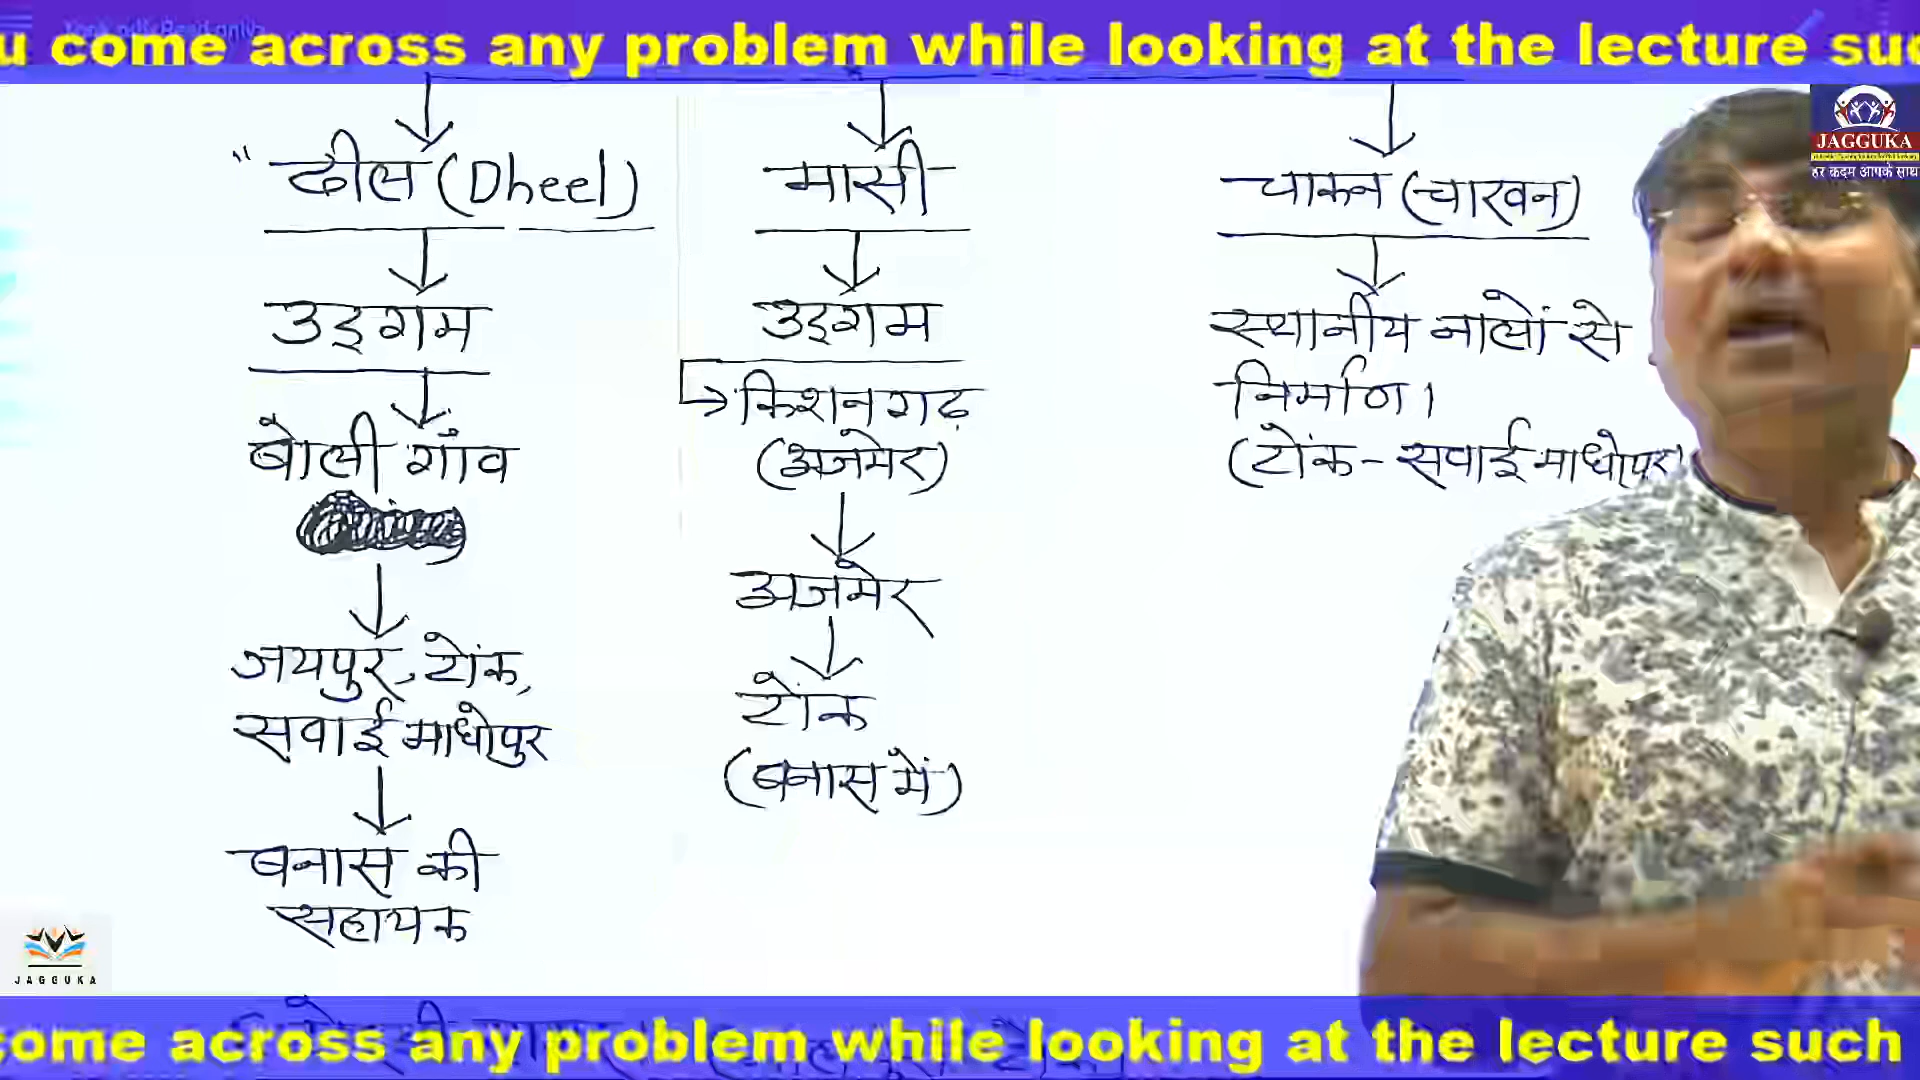 u come across any problem while looking at the lecture suc
" ढील (Dheel)
उद्गम
बोली गाँव
जयपुर, टोंक,
सवाई माधोपुर
बनास की
सहायक
मासी
उद्गम
किशनगढ़
(अजमेर)
अजमेर
टोंक
(बनास में)
चाकन (चाखन)
स्थानीय नालों से
निर्माण।
(टोंक - सवाई माधोपुर)
JAGGUKA
हर कदम आपके साथ
JAGGUKA
come across any problem while looking at the lecture such